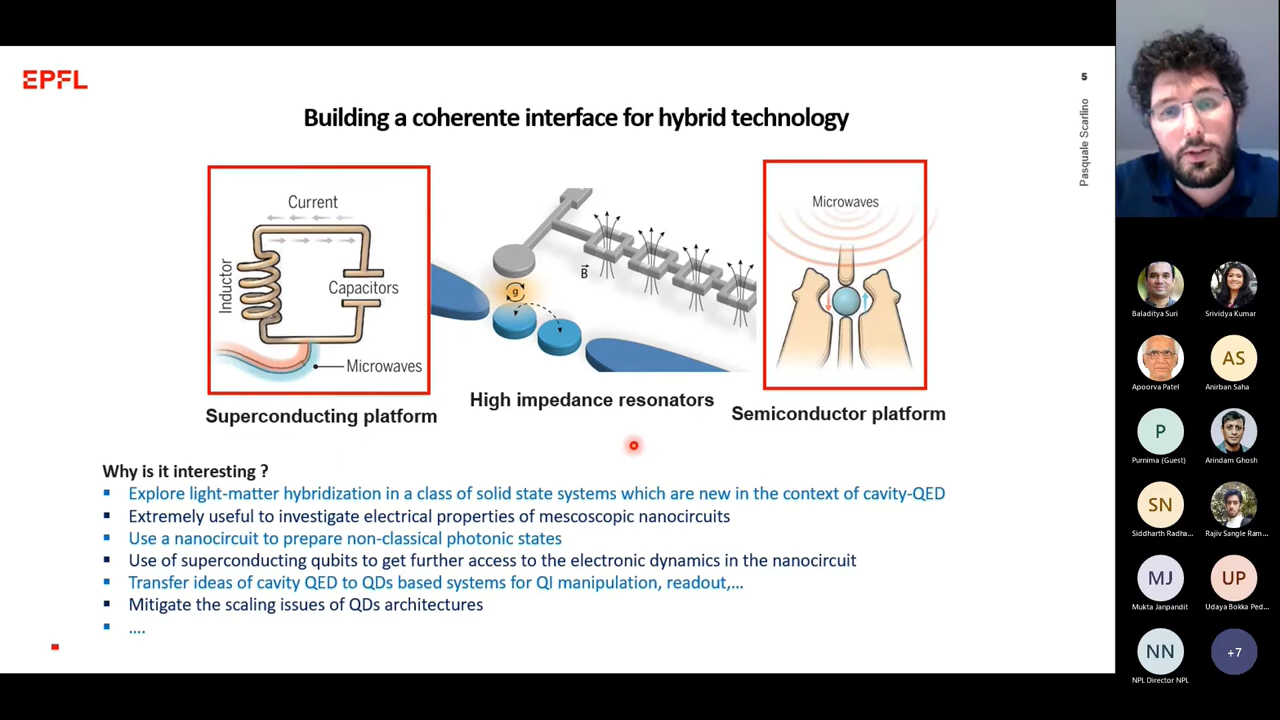 EPFL
5
Pasquale Scarlino
Building a coherente interface for hybrid technology
Current
Inductor
Capacitors
Microwaves
Superconducting platform
B
g
High impedance resonators
Microwaves
Semiconductor platform
Why is it interesting ?
Explore light-matter hybridization in a class of solid state systems which are new in the context of cavity-QED
Extremely useful to investigate electrical properties of mescoscopic nanocircuits
Use a nanocircuit to prepare non-classical photonic states
Use of superconducting qubits to get further access to the electronic dynamics in the nanocircuit
Transfer ideas of cavity QED to QDs based systems for QI manipulation, readout,...
Mitigate the scaling issues of QDs architectures
....
Baladitya Suri
Srividya Kumar
Apoorva Patel
AS
Anirban Saha
P
Purnima (Guest)
Arindam Ghosh
SN
Siddharth Radha...
Rajiv Sangle Ram...
MJ
Mukta Janpandit
UP
Udaya Bokka Ped...
NN
NPL Director NPL
+7